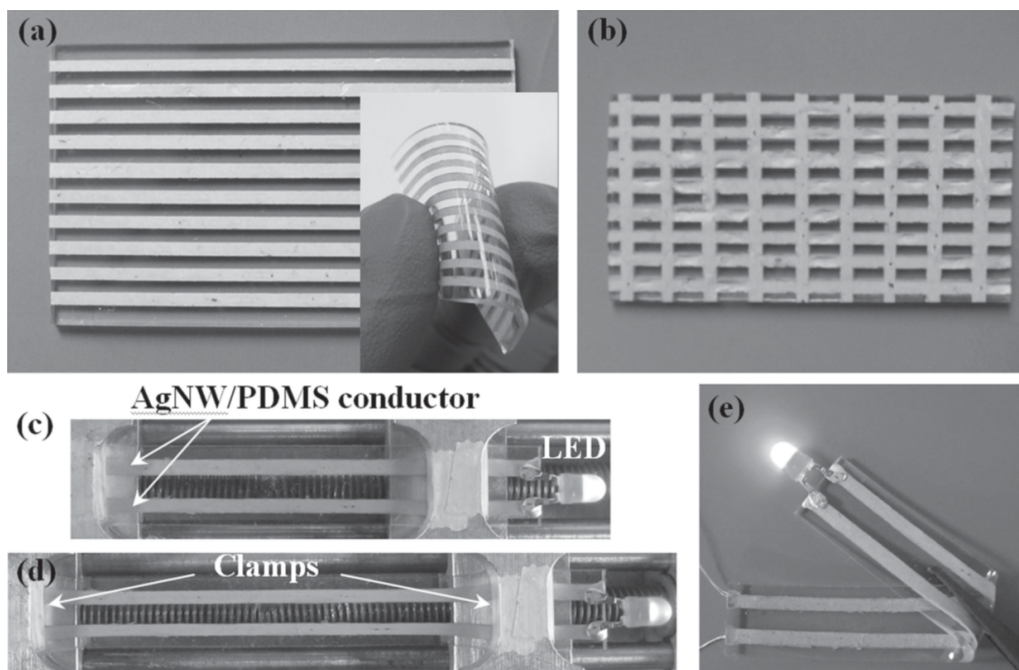 (a)
(b)
AgNW/PDMS conductor
(c)
LED
(d)
Clamps
(e)